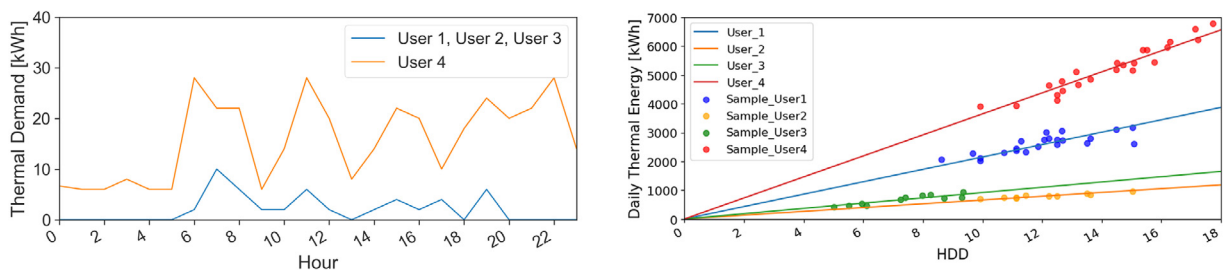 Thermal Demand [kWh]
40
30
20
10
0
User 1, User 2, User 3
User 4
0 2 4 6 8 10 12 14 16 18 20 22
Hour
Daily Thermal Energy [kWh]
7000
6000
5000
4000
3000
2000
1000
0
User_1
User_2
User_3
User_4
Sample_User1
Sample_User2
Sample_User3
Sample_User4
0 2 4 6 8 10 12 14 16 18
HDD